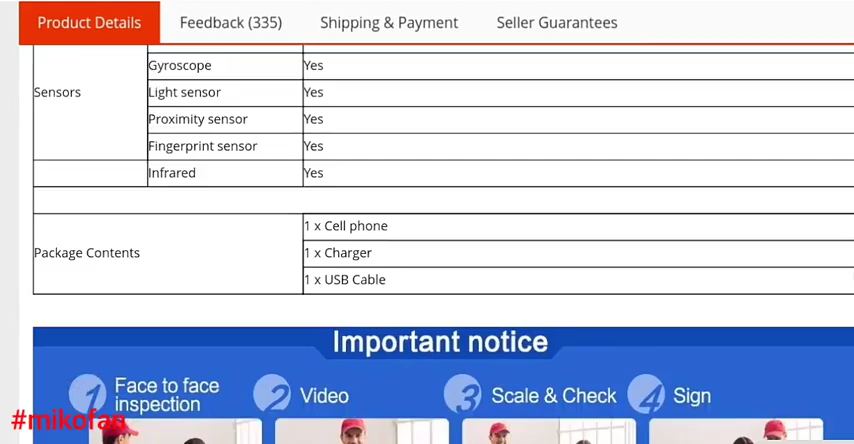 Product Details Feedback (335) Shipping & Payment Seller Guarantees
Gyroscope Yes
Sensors Light sensor Yes
Proximity sensor Yes
Fingerprint sensor Yes
Infrared Yes
1 x Cell phone
Package Contents 1 x Charger
1 x USB Cable
Important notice
1 Face to face inspection
2 Video
3 Scale & Check
4 Sign
#mikofan